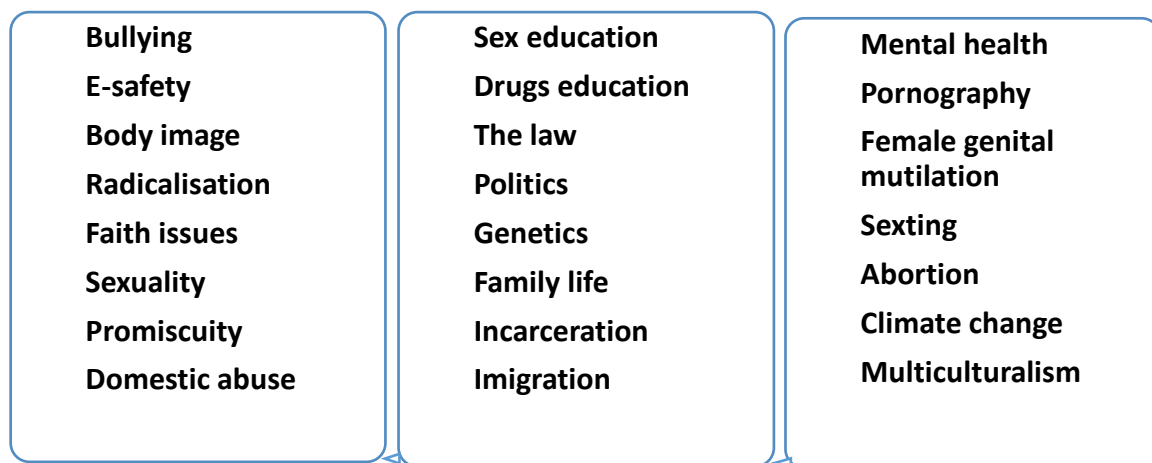 Bullying
E-safety
Body image
Radicalisation
Faith issues
Sexuality
Promiscuity
Domestic abuse
Sex education
Drugs education
The law
Politics
Genetics
Family life
Incarceration
Imigration
Mental health
Pornography
Female genital
mutilation
Sexting
Abortion
Climate change
Multiculturalism